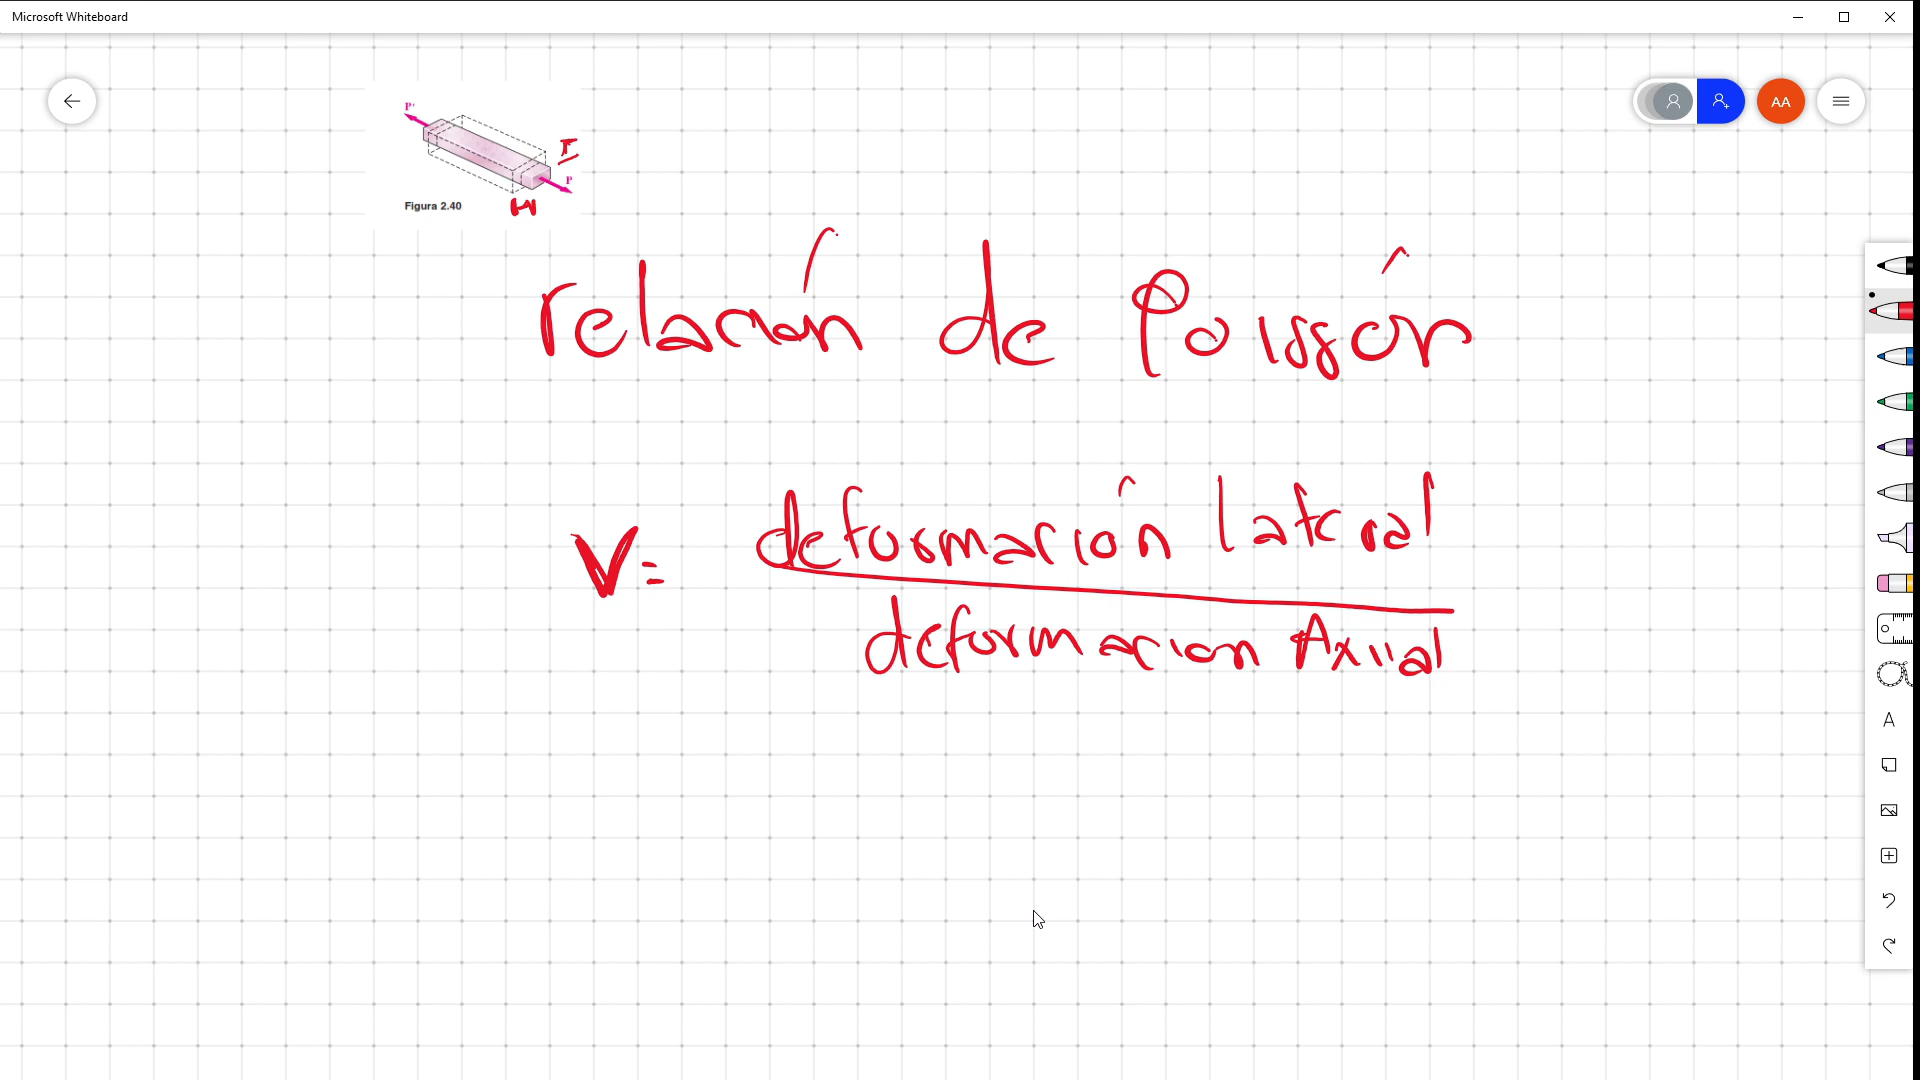 Microsoft Whiteboard
AA
P'
P
Figura 2.40
relación de Poissón
V= deformación lateral
deformacion Axial
A